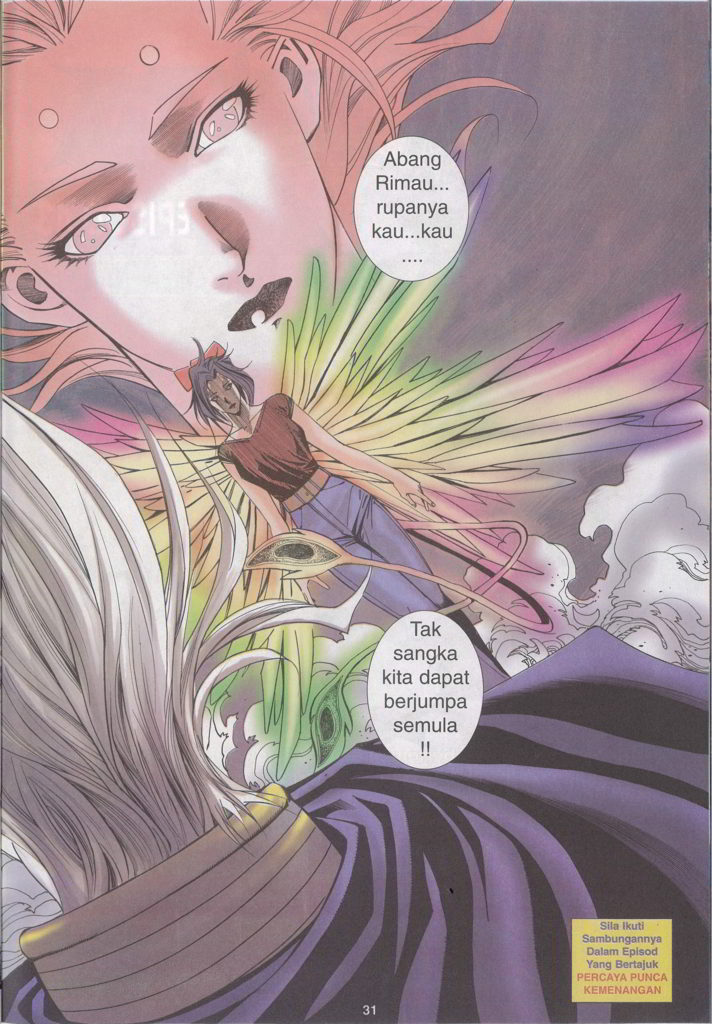 Abang
Rimau...
rupanya
kau...kau
....
Tak
sangka
kita dapat
berjumpa
semula
!!
Sila Ikuti
Sambungannya
Dalam Episod
Yang Bertajuk
PERCAYA PUNCA
KEMENANGAN
31